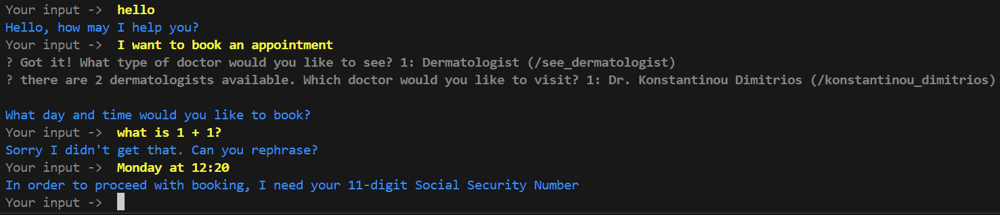 Your input -> hello
Hello, how may I help you?
Your input -> I want to book an appointment
? Got it! What type of doctor would you like to see? 1: Dermatologist (/see_dermatologist)
? there are 2 dermatologists available. Which doctor would you like to visit? 1: Dr. Konstantinou Dimitrios (/konstantinou_dimitrios)
What day and time would you like to book?
Your input -> what is 1 + 1?
Sorry I didn't get that. Can you rephrase?
Your input -> Monday at 12:20
In order to proceed with booking, I need your 11-digit Social Security Number
Your input ->